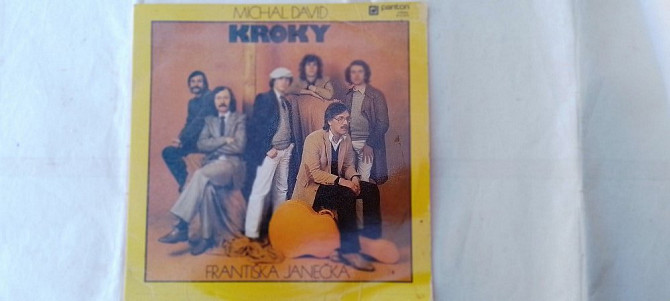 MICHAL DAVID
panton
KROKY
FRANTIŠKA JANEČKA